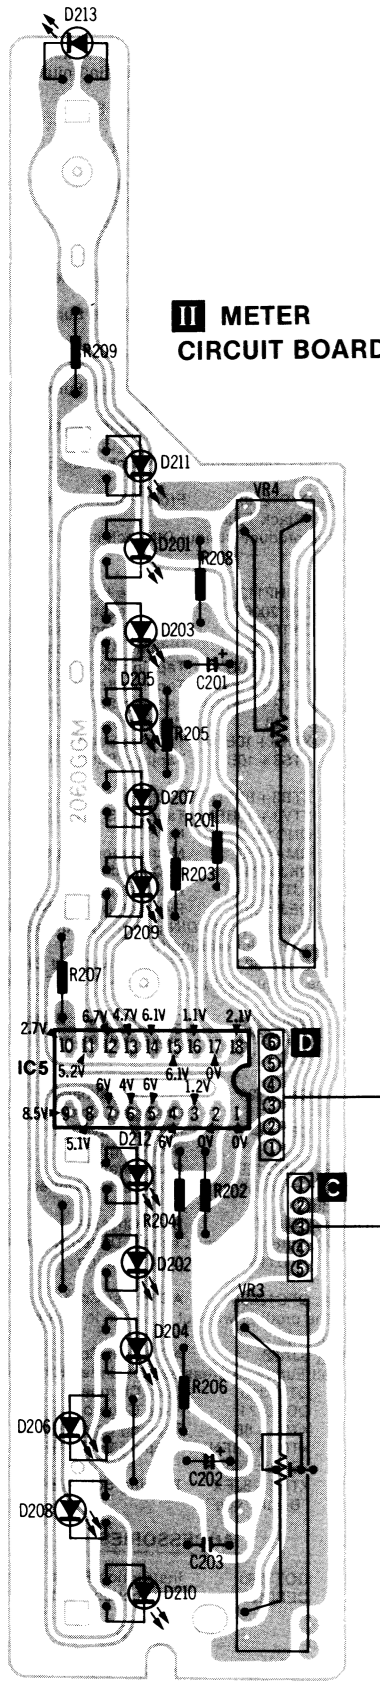 D213
II METER
CIRCUIT BOARD
R209
D211
VR4
D201
R208
D203
C201
D205
R205
2060GGM
D207
R201
R203
D209
R207
6.7V 4.7V 6.1V 1.1V 2.1V
2.7V
10 11 12 13 14 15 16 17 18
6 D
IC5
5.2V 6.1V 0V
5
6V 4V 6V 1.2V
4
8.5V 9 8 7 6 5 4 3 2 1
3
2
5.1V D212 6V 0V 0V
1
1 C
R202
2
R204
3
4
D202
5
VR3
D204
R206
D206
C202
D208
C203
D210